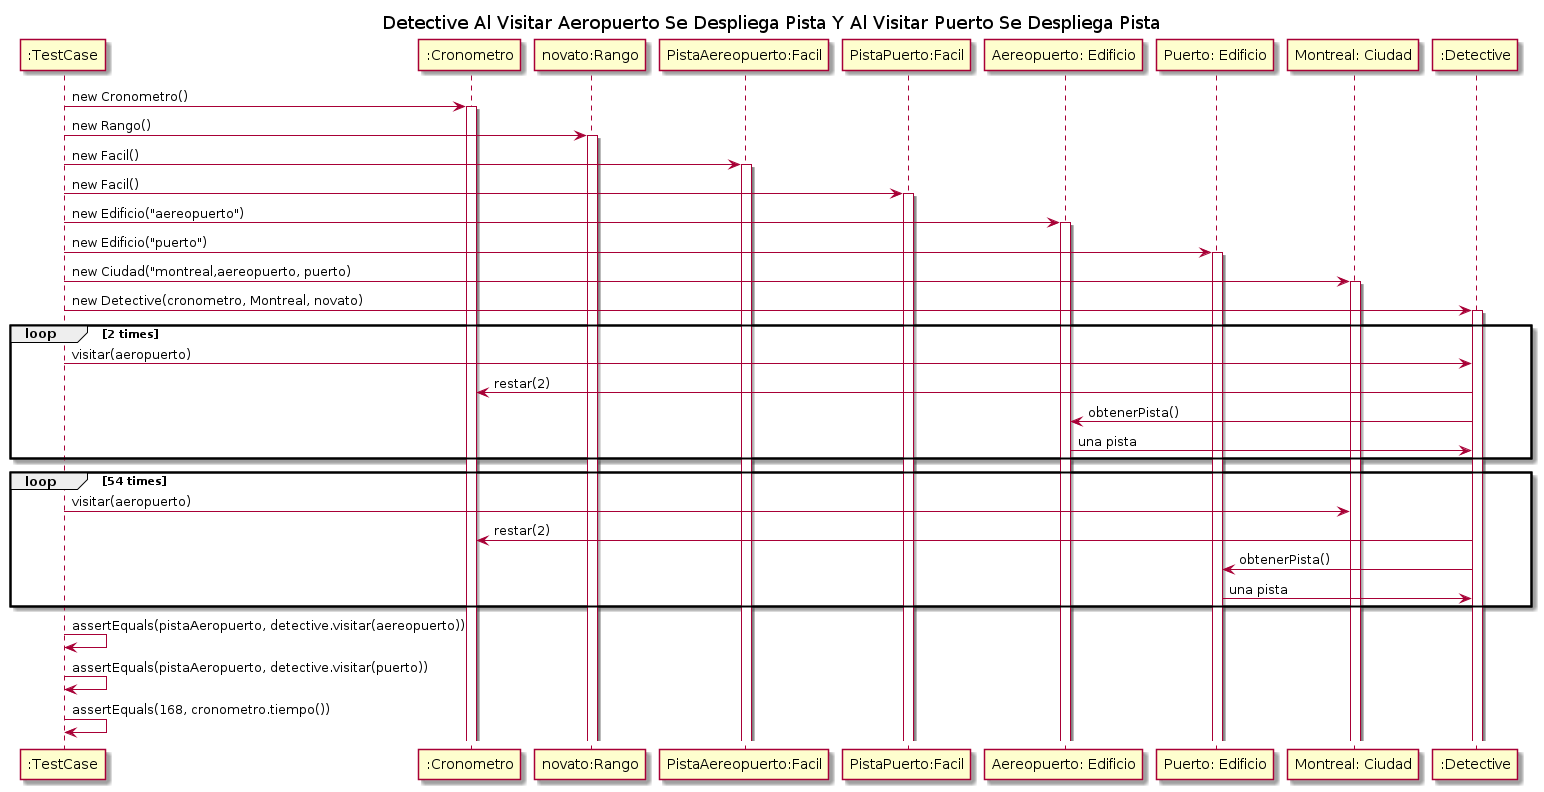 Detective Al Visitar Aeropuerto Se Despliega Pista Y Al Visitar Puerto Se Despliega Pista
:TestCase :Cronometro novato:Rango PistaAereopuerto:Facil PistaPuerto:Facil Aereopuerto: Edificio Puerto: Edificio Montreal: Ciudad :Detective
new Cronometro()
new Rango()
new Facil()
new Facil()
new Edificio("aereopuerto")
new Edificio("puerto")
new Ciudad("montreal,aereopuerto, puerto)
new Detective(cronometro, Montreal, novato)
loop [2 times]
visitar(aeropuerto)
restar(2)
obtenerPista()
una pista
loop [54 times]
visitar(aeropuerto)
restar(2)
obtenerPista()
una pista
assertEquals(pistaAeropuerto, detective.visitar(aereopuerto))
assertEquals(pistaAeropuerto, detective.visitar(puerto))
assertEquals(168, cronometro.tiempo())
:TestCase :Cronometro novato:Rango PistaAereopuerto:Facil PistaPuerto:Facil Aereopuerto: Edificio Puerto: Edificio Montreal: Ciudad :Detective